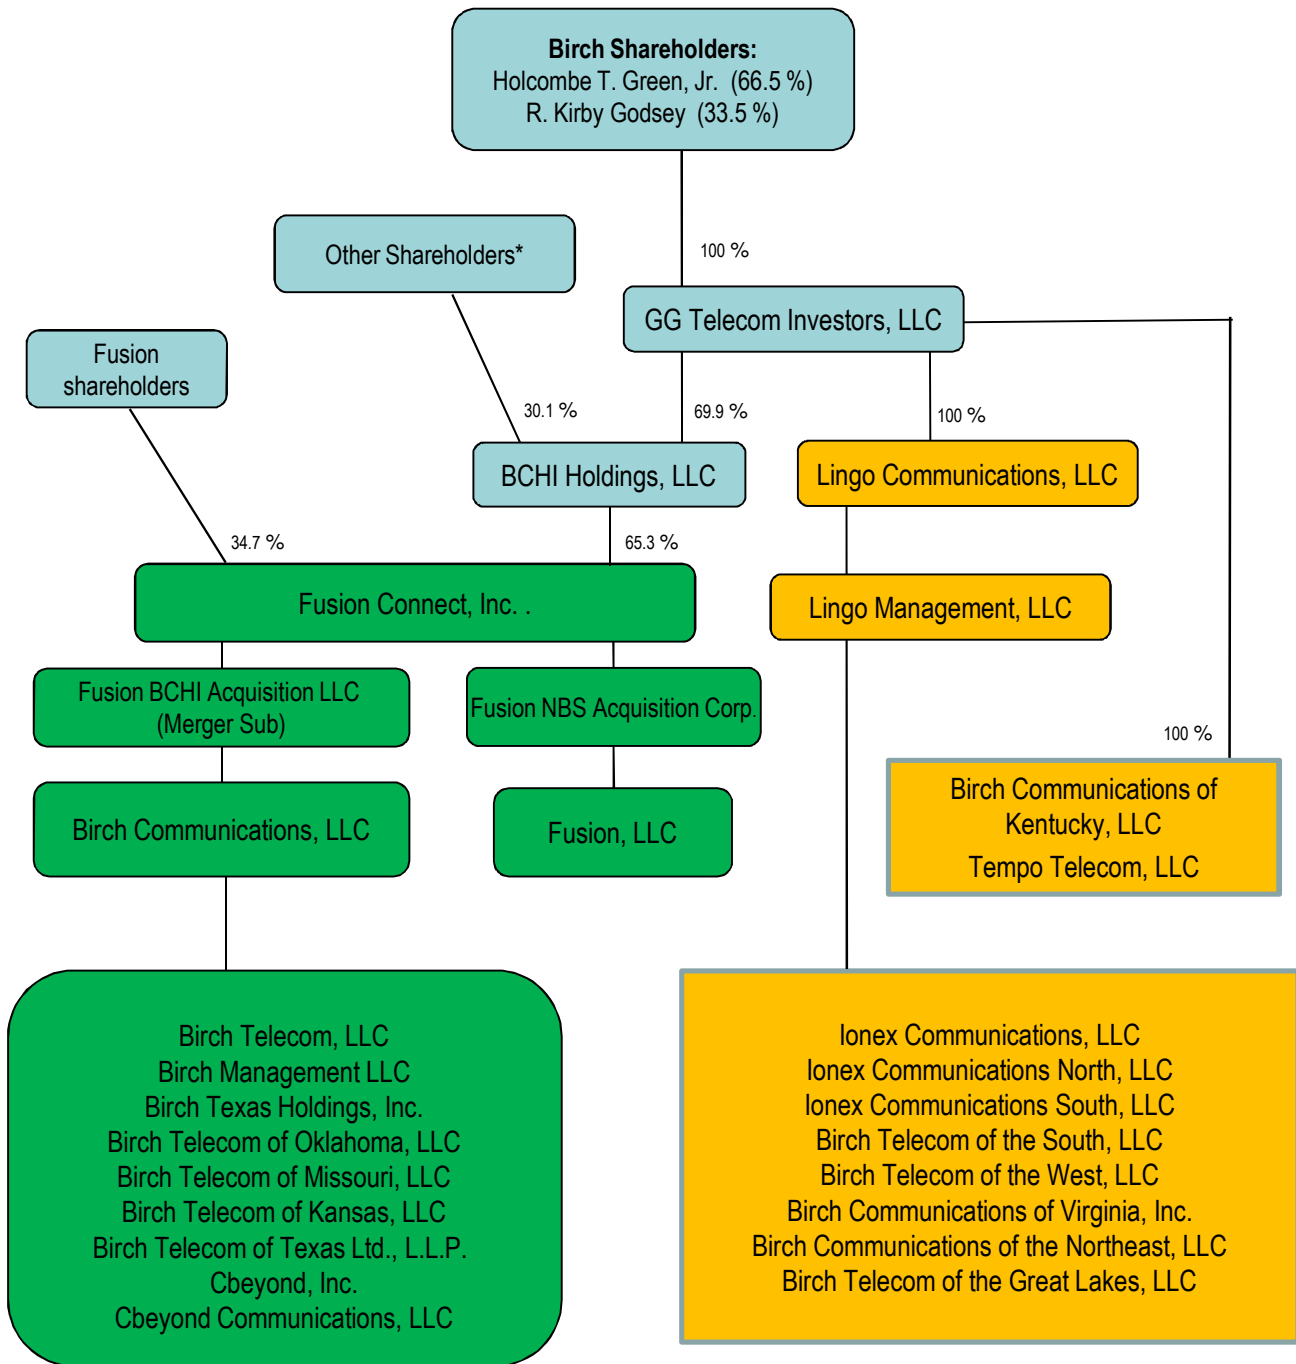 Birch Shareholders:
Holcombe T. Green, Jr. (66.5 %)
R. Kirby Godsey (33.5 %)
Other Shareholders*
100 %
GG Telecom Investors, LLC
Fusion
shareholders
30.1 %
69.9 %
100 %
BCHI Holdings, LLC
Lingo Communications, LLC
34.7 %
65.3 %
Fusion Connect, Inc. .
Lingo Management, LLC
Fusion BCHI Acquisition LLC
(Merger Sub)
Fusion NBS Acquisition Corp.
100 %
Birch Communications, LLC
Fusion, LLC
Birch Communications of
Kentucky, LLC
Tempo Telecom, LLC
Birch Telecom, LLC
Birch Management LLC
Birch Texas Holdings, Inc.
Birch Telecom of Oklahoma, LLC
Birch Telecom of Missouri, LLC
Birch Telecom of Kansas, LLC
Birch Telecom of Texas Ltd., L.L.P.
Cbeyond, Inc.
Cbeyond Communications, LLC
Ionex Communications, LLC
Ionex Communications North, LLC
Ionex Communications South, LLC
Birch Telecom of the South, LLC
Birch Telecom of the West, LLC
Birch Communications of Virginia, Inc.
Birch Communications of the Northeast, LLC
Birch Telecom of the Great Lakes, LLC